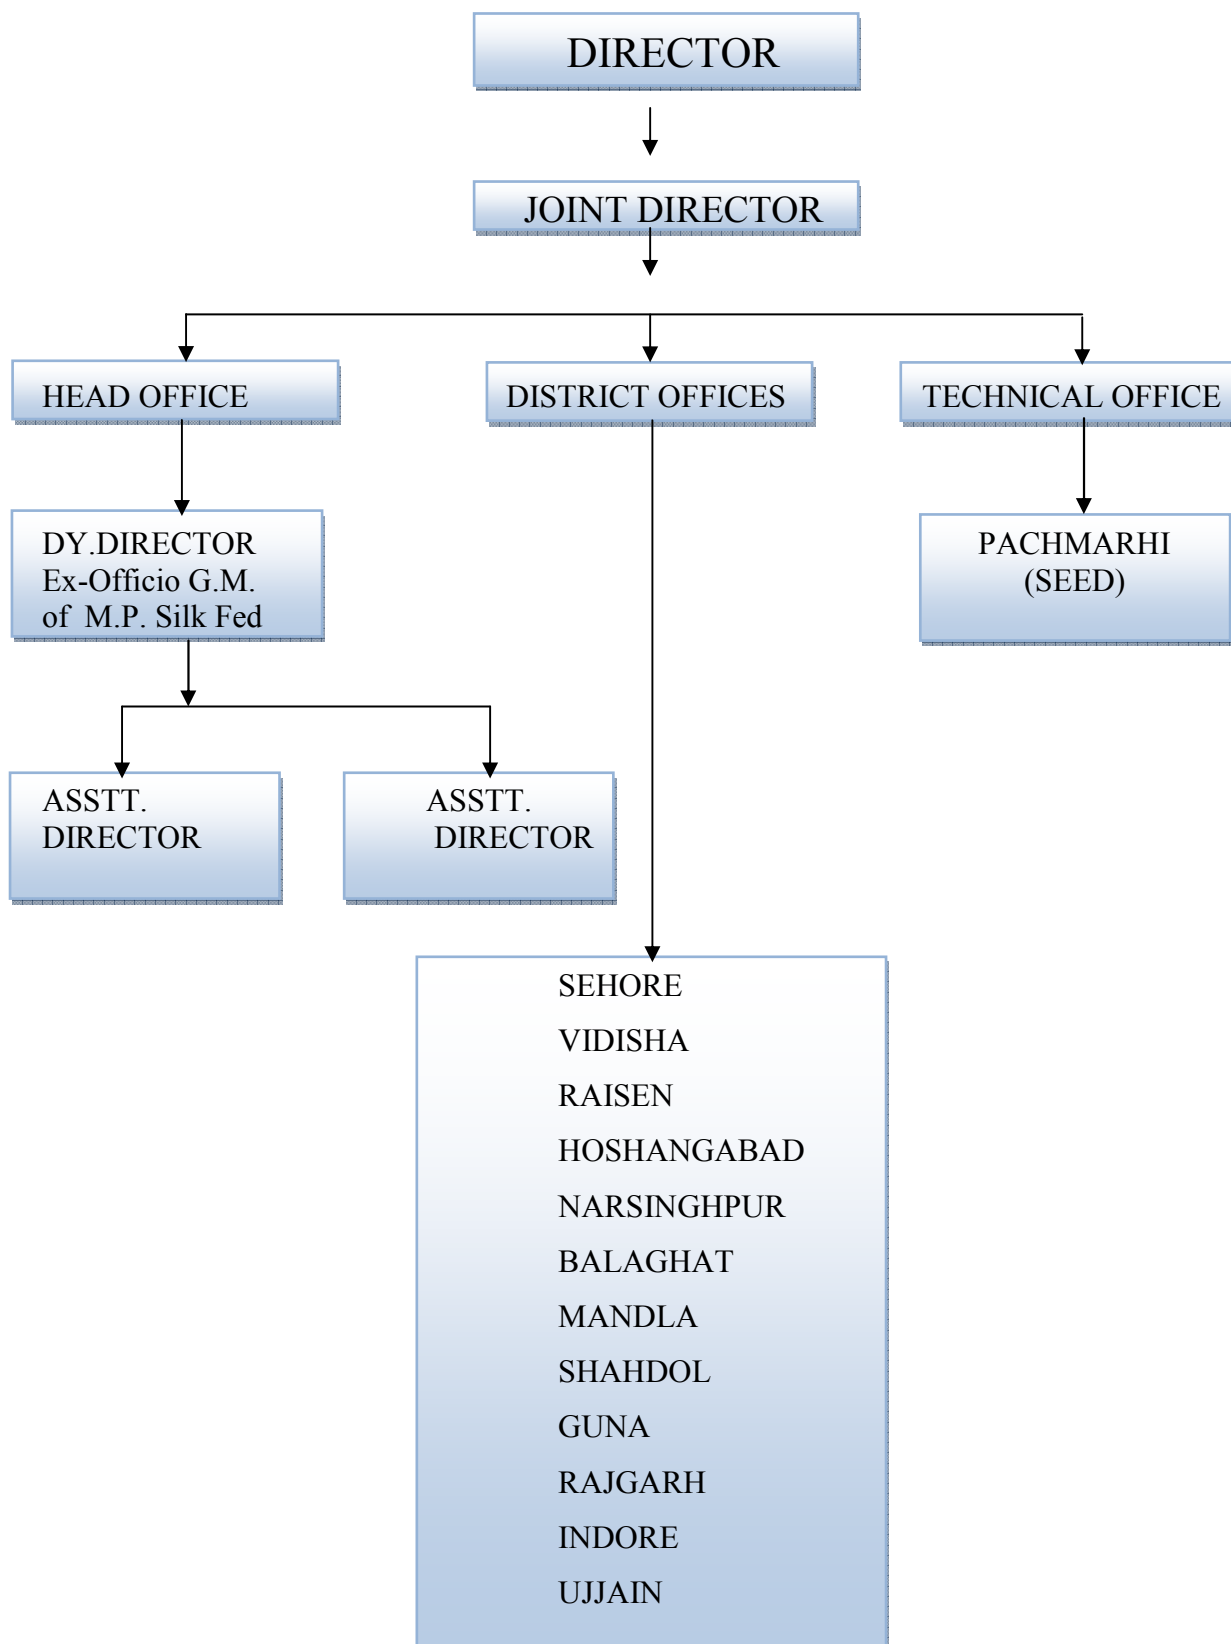 DIRECTOR
JOINT DIRECTOR
HEAD OFFICE
DISTRICT OFFICES
TECHNICAL OFFICE
DY.DIRECTOR
Ex-Officio G.M.
of M.P. Silk Fed
PACHMARHI
(SEED)
ASSTT.
DIRECTOR
ASSTT.
DIRECTOR
SEHORE
VIDISHA
RAISEN
HOSHANGABAD
NARSINGHPUR
BALAGHAT
MANDLA
SHAHDOL
GUNA
RAJGARH
INDORE
UJJAIN